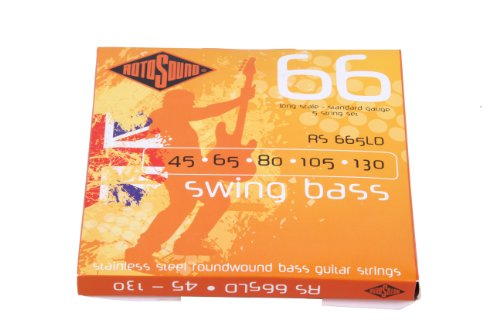 ROTOSOUND
66
long scale - standard gauge
5-string set
RS 665LD
45 • 65 • 80 • 105 • 130
swing bass
stainless steel roundwound bass guitar strings
RS 665LD • 45 - 130
ROTOSOUND